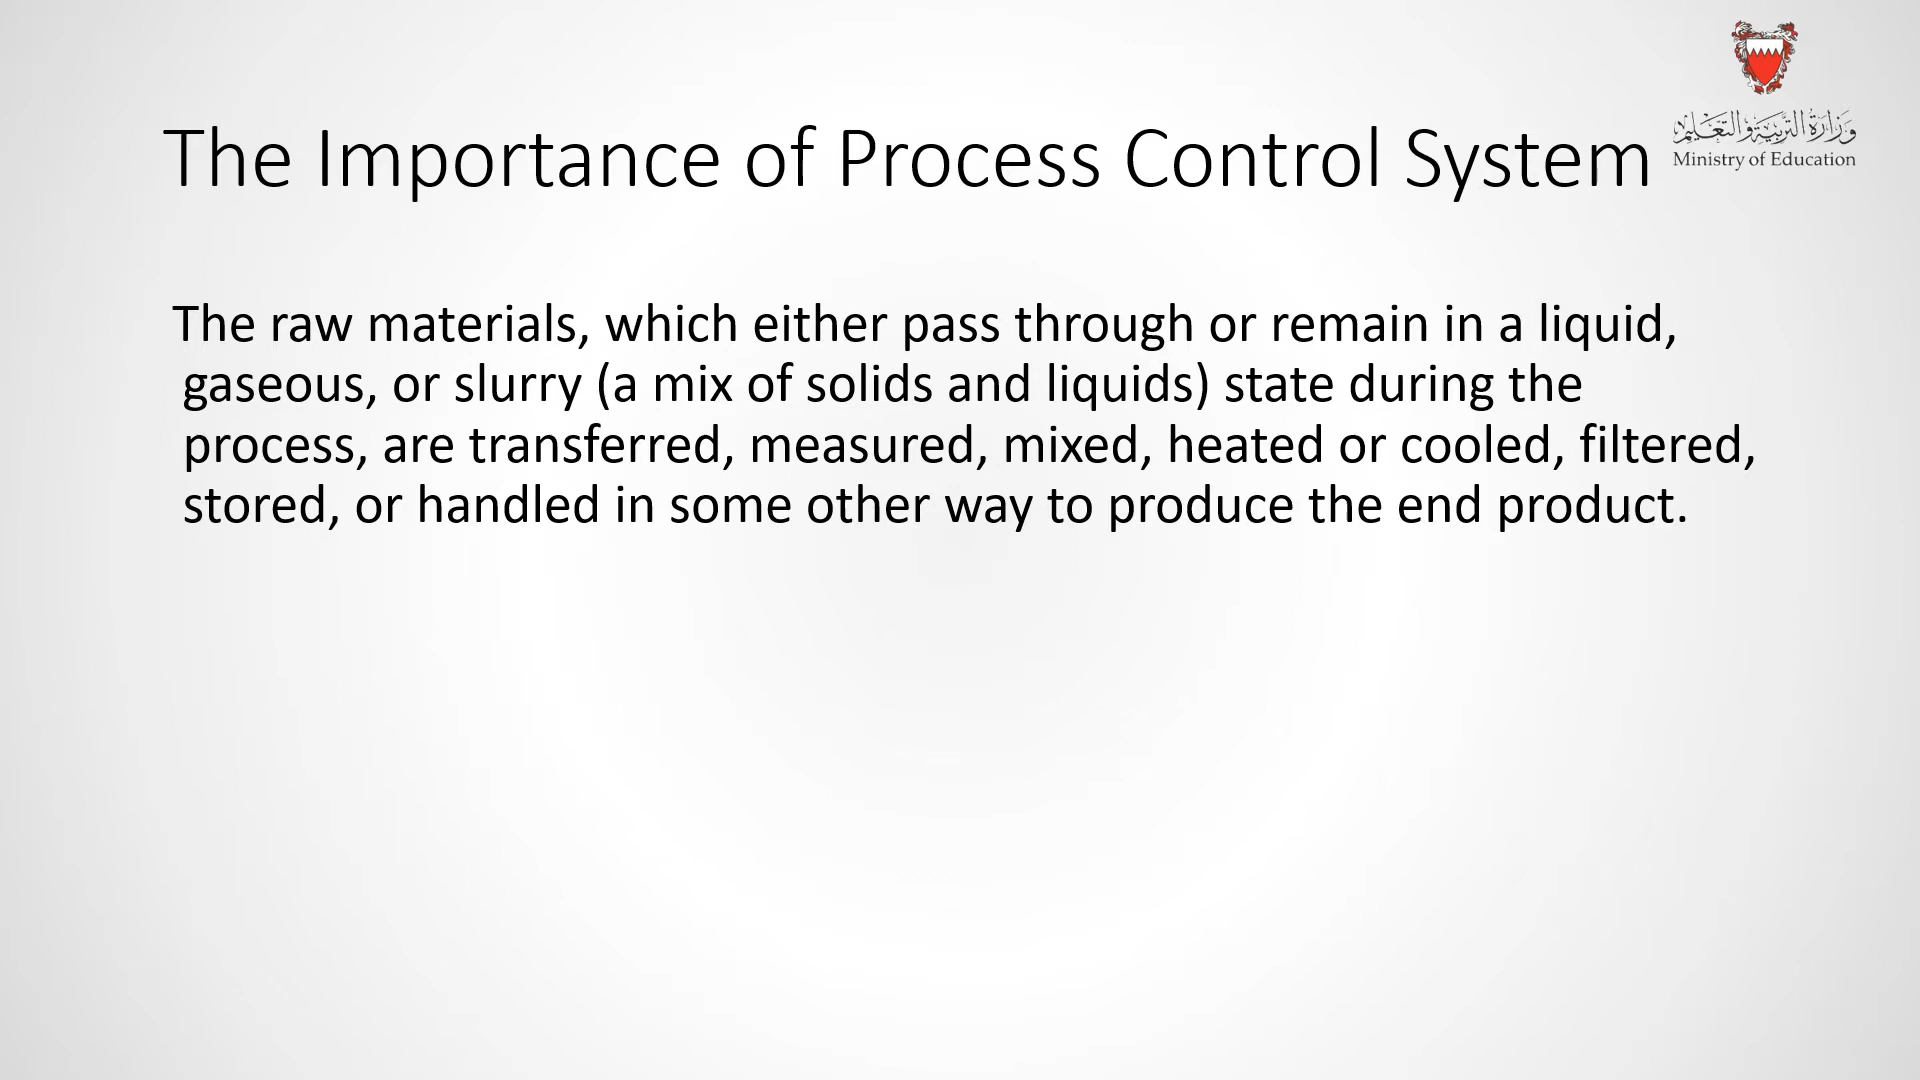 وزارة التربية والتعليم
Ministry of Education
The Importance of Process Control System
The raw materials, which either pass through or remain in a liquid,
gaseous, or slurry (a mix of solids and liquids) state during the
process, are transferred, measured, mixed, heated or cooled, filtered,
stored, or handled in some other way to produce the end product.